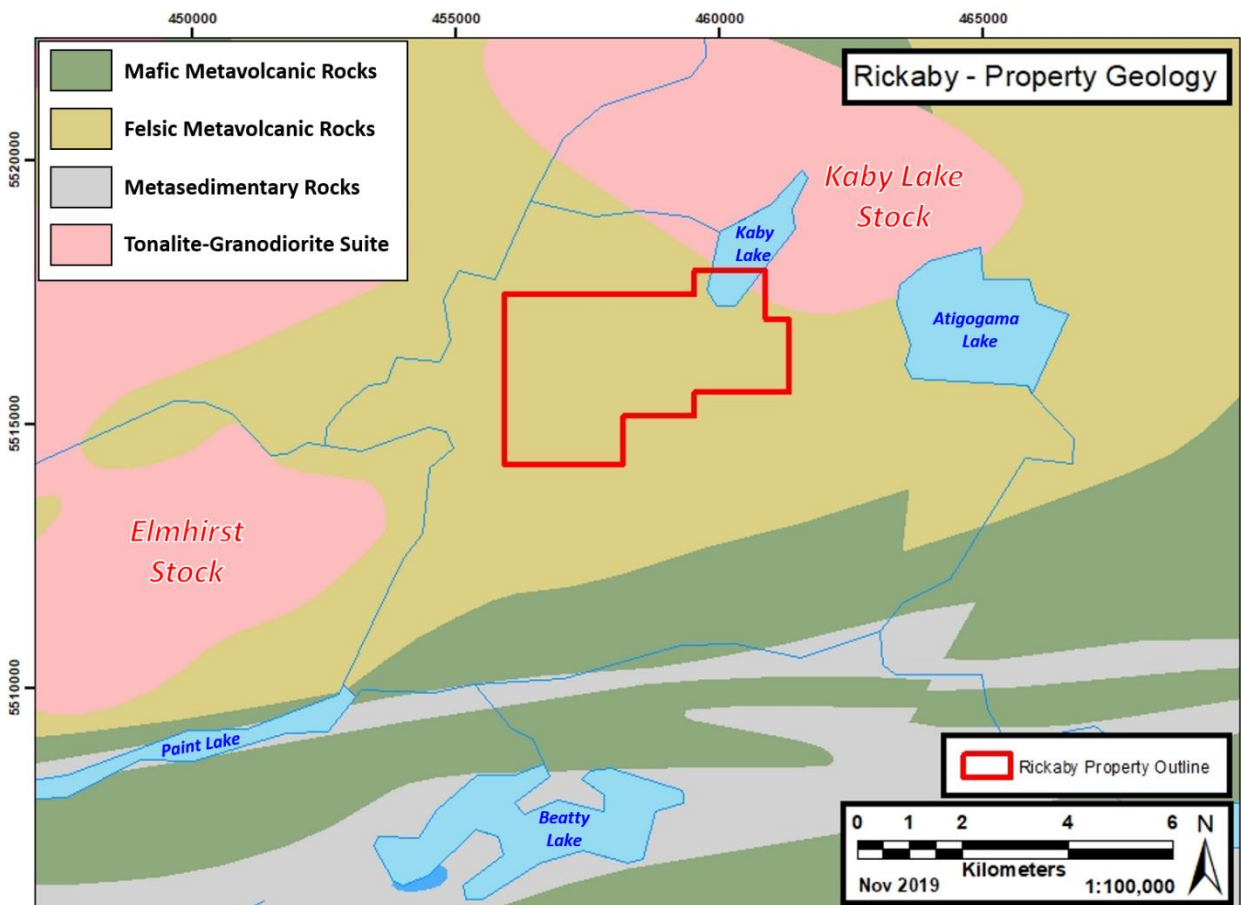 450000
455000
460000
465000
Mafic Metavolcanic Rocks
Felsic Metavolcanic Rocks
Metasedimentary Rocks
Tonalite-Granodiorite Suite
Rickaby - Property Geology
5520000
5515000
5510000
Kaby Lake
Stock
Kaby
Lake
Atigogama
Lake
Elmhirst
Stock
Paint Lake
Beatty
Lake
Rickaby Property Outline
0 1 2 4 6
Kilometers
N
Nov 2019
1:100,000